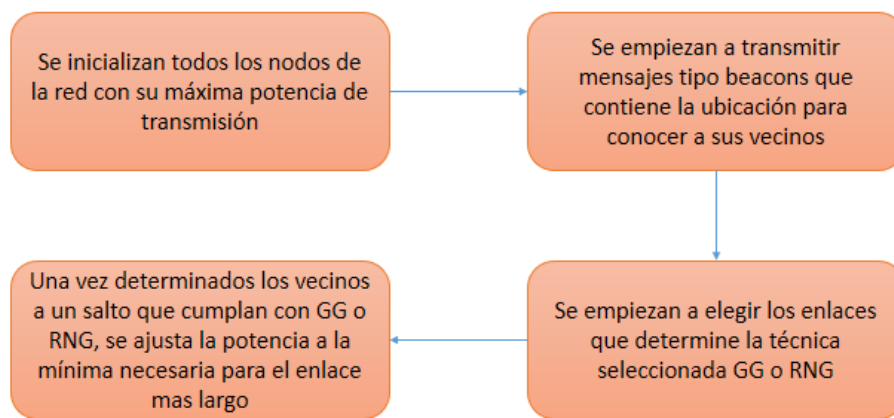 Se inicializan todos los nodos de
la red con su máxima potencia de
transmisión
Se empiezan a transmitir
mensajes tipo beacons que
contiene la ubicación para
conocer a sus vecinos
Se empiezan a elegir los enlaces
que determine la técnica
seleccionada GG o RNG
Una vez determinados los vecinos
a un salto que cumplan con GG o
RNG, se ajusta la potencia a la
mínima necesaria para el enlace
mas largo